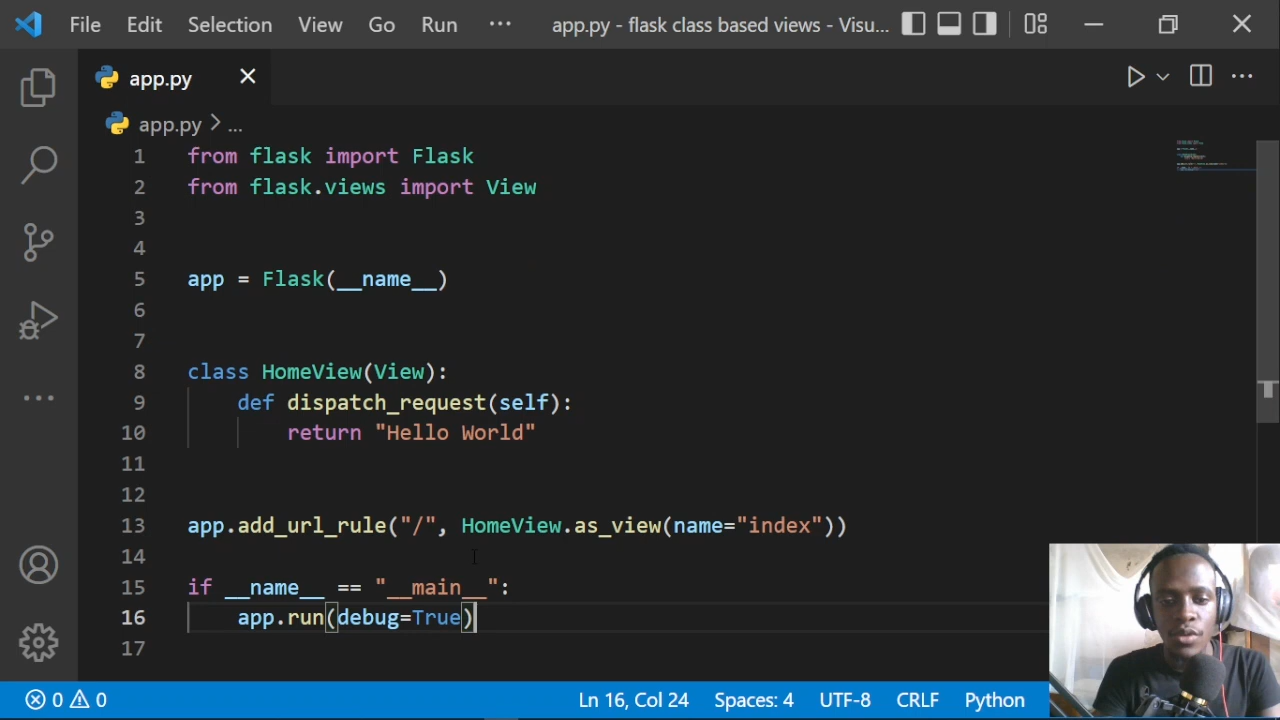 File Edit Selection View Go Run ··· app.py - flask class based views - Visu...
app.py
app.py > ...
1 from flask import Flask
2 from flask.views import View
3
4
5 app = Flask(__name__)
6
7
8 class HomeView(View):
9 def dispatch_request(self):
10 return "Hello World"
11
12
13 app.add_url_rule("/", HomeView.as_view(name="index"))
14
15 if __name__ == "__main__":
16 app.run(debug=True)
17
0 0 Ln 16, Col 24 Spaces: 4 UTF-8 CRLF Python